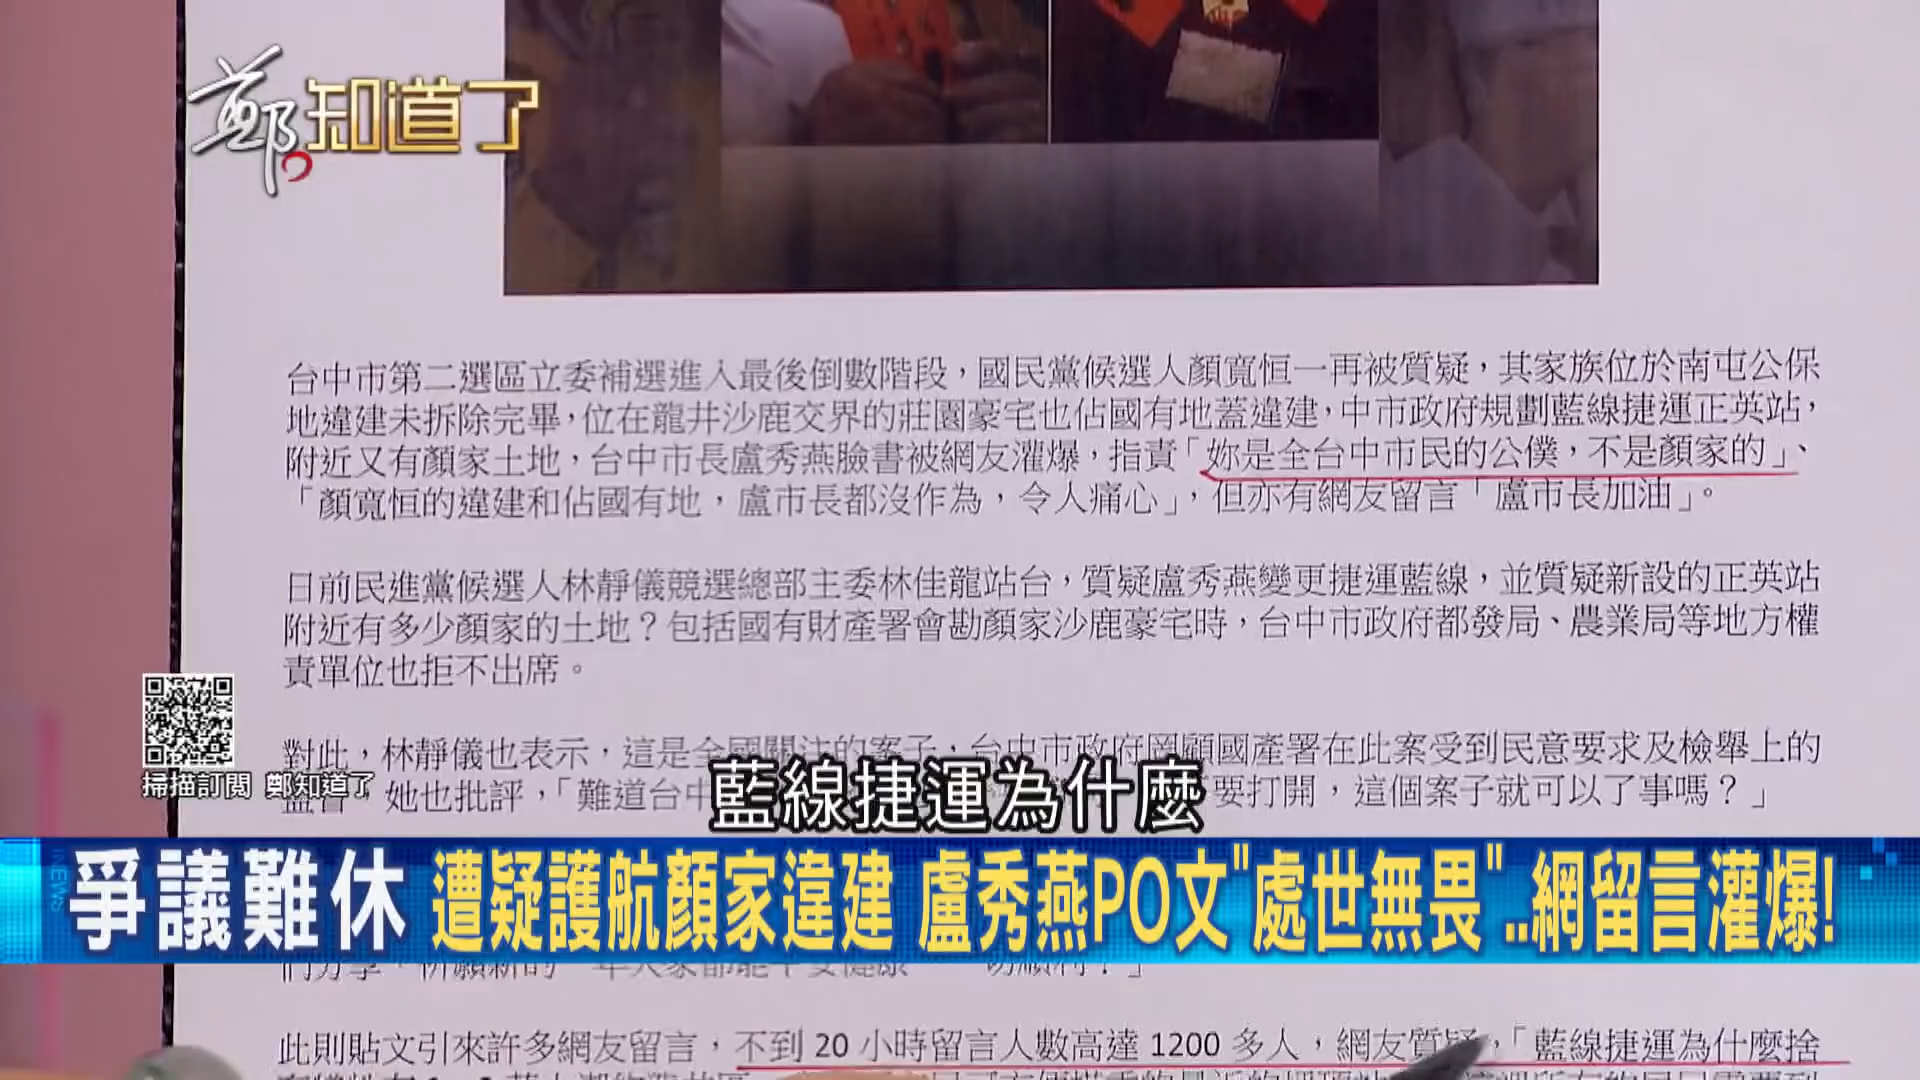 鄭知道了
台中市第二選區立委補選進入最後倒數階段，國民黨候選人顏寬恒一再被質疑，其家族位於南屯公保
地違建未拆除完畢，位在龍井沙鹿交界的莊園豪宅也佔國有地蓋違建，中市政府規劃藍線捷運正英站，
附近又有顏家土地，台中市長盧秀燕臉書被網友灌爆，指責「妳是全台中市民的公僕，不是顏家的」、
「顏寬恒的違建和佔國有地，盧市長都沒作為，令人痛心」，但亦有網友留言「盧市長加油」。
日前民進黨候選人林靜儀競選總部主委林佳龍站台，質疑盧秀燕變更捷運藍線，並質疑新設的正英站
附近有多少顏家的土地？包括國有財產署會勘顏家沙鹿豪宅時，台中市政府都發局、農業局等地方權
責單位也拒不出席。
對此，林靜儀也表示，這是全國關注的案子，台中市政府罔顧國產署在此案受到民意要求及檢舉上的
她也批評，「難道台中 要打開，這個案子就可以了事嗎？」
掃描訂閱 鄭知道了
藍線捷運為什麼
爭議難休 遭疑護航顏家違建 盧秀燕PO文"處世無畏"..網留言灌爆!
NEWS
此則貼文引來許多網友留言，不到 20 小時留言人數高達 1200 多人，網友質疑，「藍線捷運為什麼捨